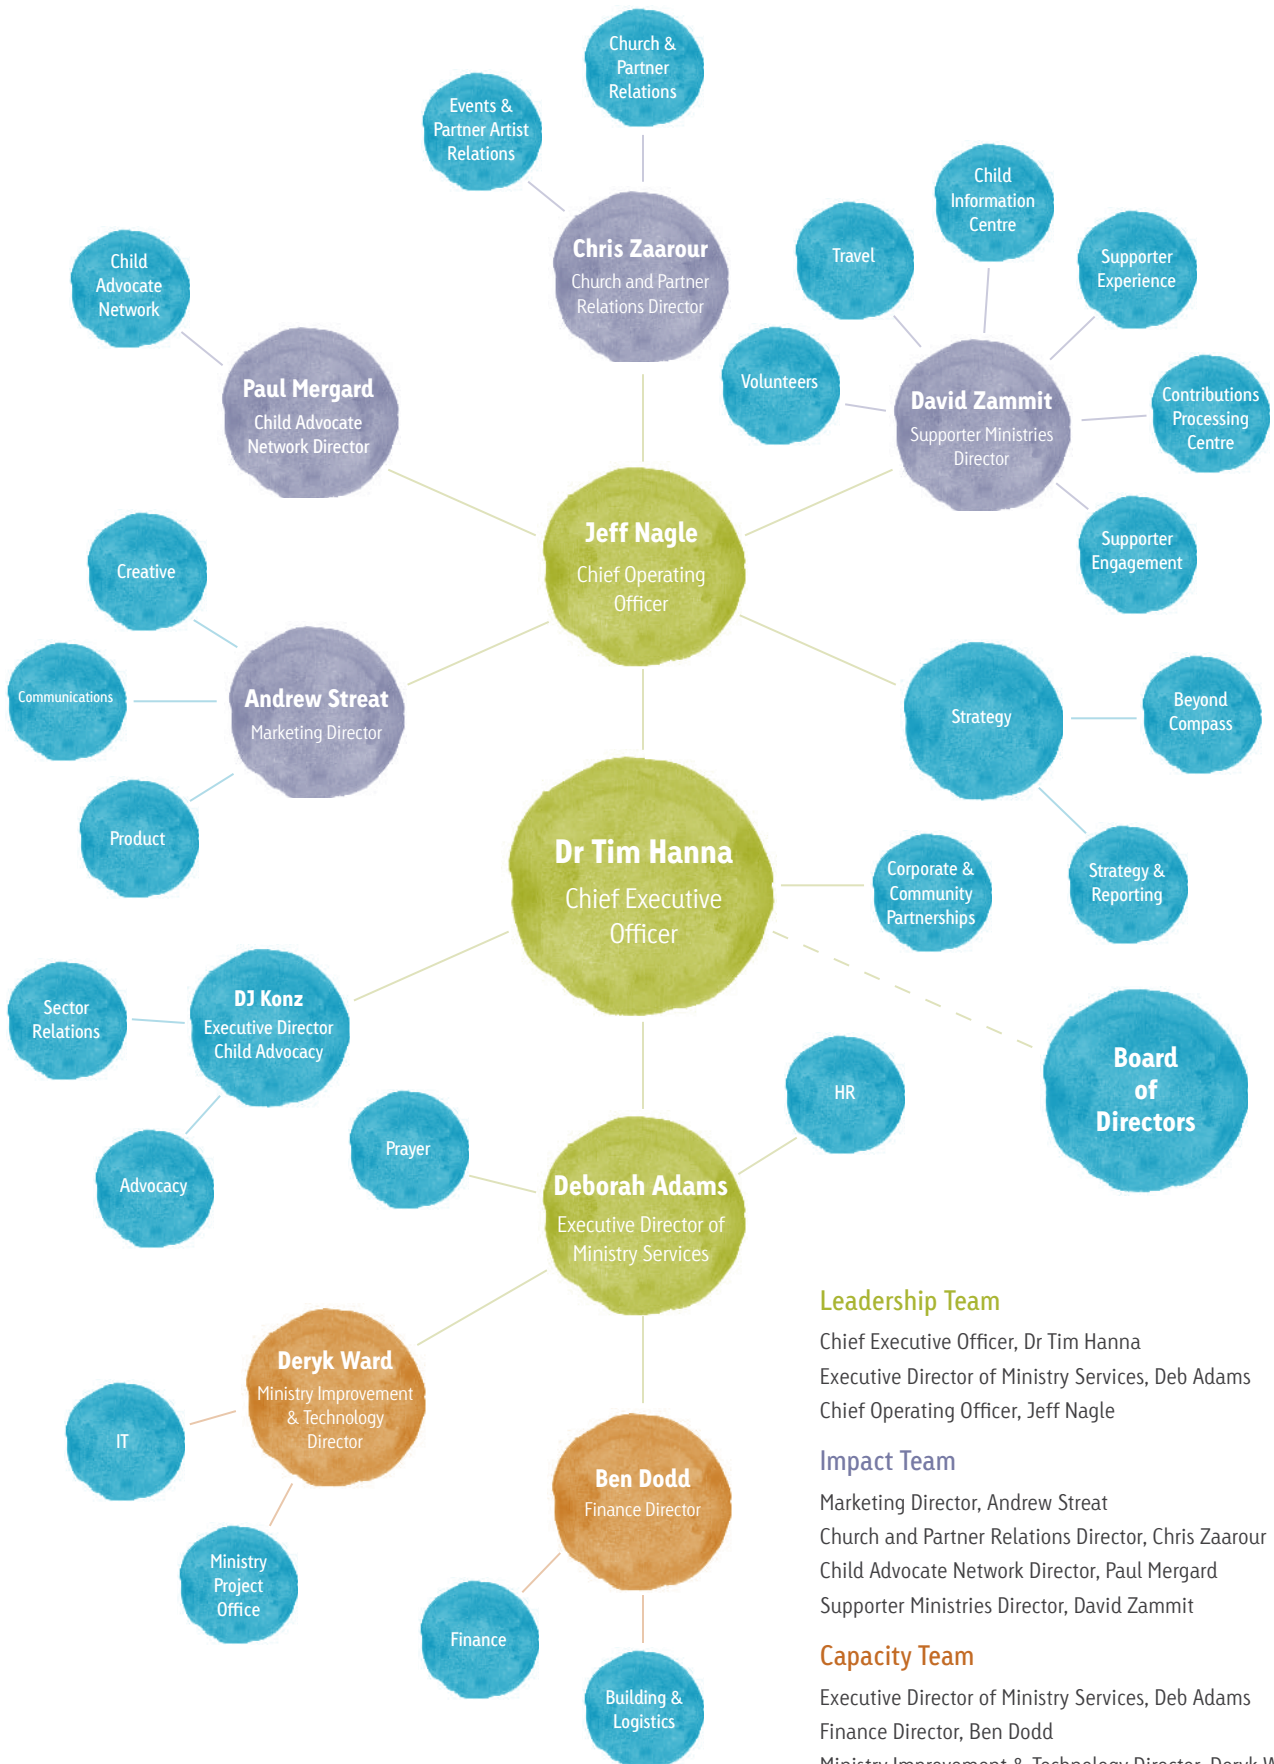 Church &
Partner
Relations
Events &
Partner Artist
Relations
Chris Zaarour
Church and Partner
Relations Director
Child
Information
Centre
Travel
Supporter
Experience
Volunteers
David Zammit
Supporter Ministries
Director
Contributions
Processing
Centre
Supporter
Engagement
Child
Advocate
Network
Paul Mergard
Child Advocate
Network Director
Jeff Nagle
Chief Operating
Officer
Creative
Communications
Andrew Streat
Marketing Director
Product
Strategy
Beyond
Compass
Strategy &
Reporting
Dr Tim Hanna
Chief Executive
Officer
Corporate &
Community
Partnerships
Sector
Relations
DJ Konz
Executive Director
Child Advocacy
Advocacy
Board
of
Directors
HR
Prayer
Deborah Adams
Executive Director of
Ministry Services
Deryk Ward
Ministry Improvement
& Technology
Director
IT
Ministry
Project
Office
Ben Dodd
Finance Director
Finance
Building &
Logistics
Leadership Team
Chief Executive Officer, Dr Tim Hanna
Executive Director of Ministry Services, Deb Adams
Chief Operating Officer, Jeff Nagle
Impact Team
Marketing Director, Andrew Streat
Church and Partner Relations Director, Chris Zaarour
Child Advocate Network Director, Paul Mergard
Supporter Ministries Director, David Zammit
Capacity Team
Executive Director of Ministry Services, Deb Adams
Finance Director, Ben Dodd
Ministry Improvement & Technology Director, Deryk